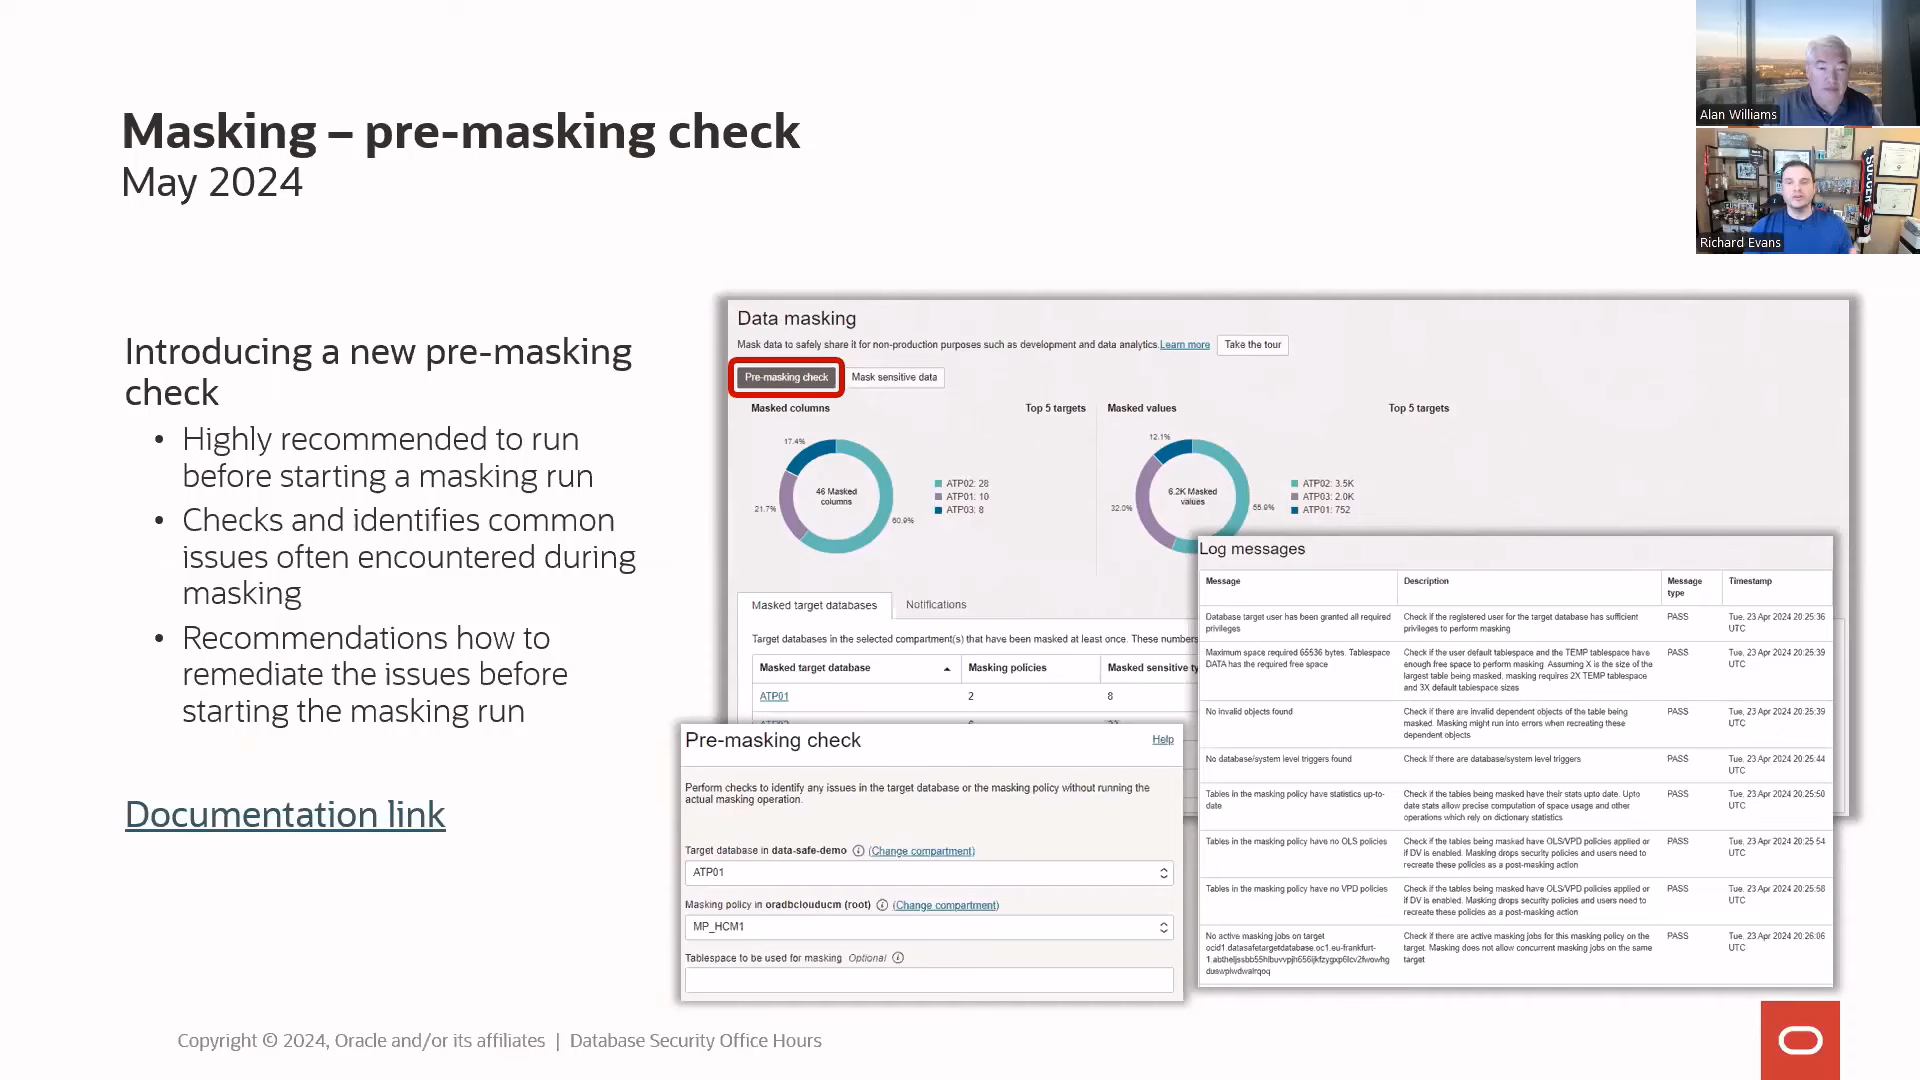 Masking – pre-masking check
May 2024
Introducing a new pre-masking
check
• Highly recommended to run
before starting a masking run
• Checks and identifies common
issues often encountered during
masking
• Recommendations how to
remediate the issues before
starting the masking run
Documentation link
Alan Williams
SOCCER
Richard Evans
Data masking
Mask data to safely share it for non-production purposes such as development and data analytics. Learn more Take the tour
Pre-masking check Mask sensitive data
Masked columns Top 5 targets
17.4%
46 Masked
columns
21.7%
60.9%
ATP02: 28
ATP01: 10
ATP03: 8
Masked values Top 5 targets
12.1%
6.2K Masked
values
32.0%
55.9%
ATP02: 3.5K
ATP03: 2.0K
ATP01: 752
Masked target databases Notifications
Target databases in the selected compartment(s) that have been masked at least once. These numbers
Masked target database Masking policies Masked sensitive ty
ATP01 2 8
Pre-masking check Help
Perform checks to identify any issues in the target database or the masking policy without running the
actual masking operation.
Target database in data-safe-demo (Change compartment)
ATP01
Masking policy in oradbclouducm (root) (Change compartment)
MP_HCM1
Tablespace to be used for masking Optional
Log messages
Message Description Message
type Timestamp
Database target user has been granted all required
privileges
Check if the registered user for the target database has sufficient
privileges to perform masking
PASS
Tue, 23 Apr 2024 20:25:36
UTC
Maximum space required 65536 bytes. Tablespace
DATA has the required free space
Check if the user default tablespace and the TEMP tablespace have
enough free space to perform masking. Assuming X is the size of the
largest table being masked, masking requires 2X TEMP tablespace
and 3X default tablespace sizes
PASS
Tue, 23 Apr 2024 20:25:39
UTC
No invalid objects found
Check if there are invalid dependent objects of the table being
masked. Masking might run into errors when recreating these
dependent objects
PASS
Tue, 23 Apr 2024 20:25:39
UTC
No database/system level triggers found
Check if there are database/system level triggers
PASS
Tue, 23 Apr 2024 20:25:44
UTC
Tables in the masking policy have statistics up-to-
date
Check if the tables being masked have their stats upto date. Upto
date stats allow precise computation of space usage and other
operations which rely on dictionary statistics
PASS
Tue, 23 Apr 2024 20:25:50
UTC
Tables in the masking policy have no OLS policies
Check if the tables being masked have OLS/VPD policies applied or
if DV is enabled. Masking drops security policies and users need to
recreate these policies as a post-masking action
PASS
Tue, 23 Apr 2024 20:25:54
UTC
Tables in the masking policy have no VPD policies
Check if the tables being masked have OLS/VPD policies applied or
if DV is enabled. Masking drops security policies and users need to
recreate these policies as a post-masking action
PASS
Tue, 23 Apr 2024 20:25:58
UTC
No active masking jobs on target
Check if there are active masking jobs for this masking policy on the
target. Masking does not allow concurrent masking jobs on the same
target
PASS
Tue, 23 Apr 2024 20:26:06
UTC
Copyright © 2024, Oracle and/or its affiliates | Database Security Office Hours